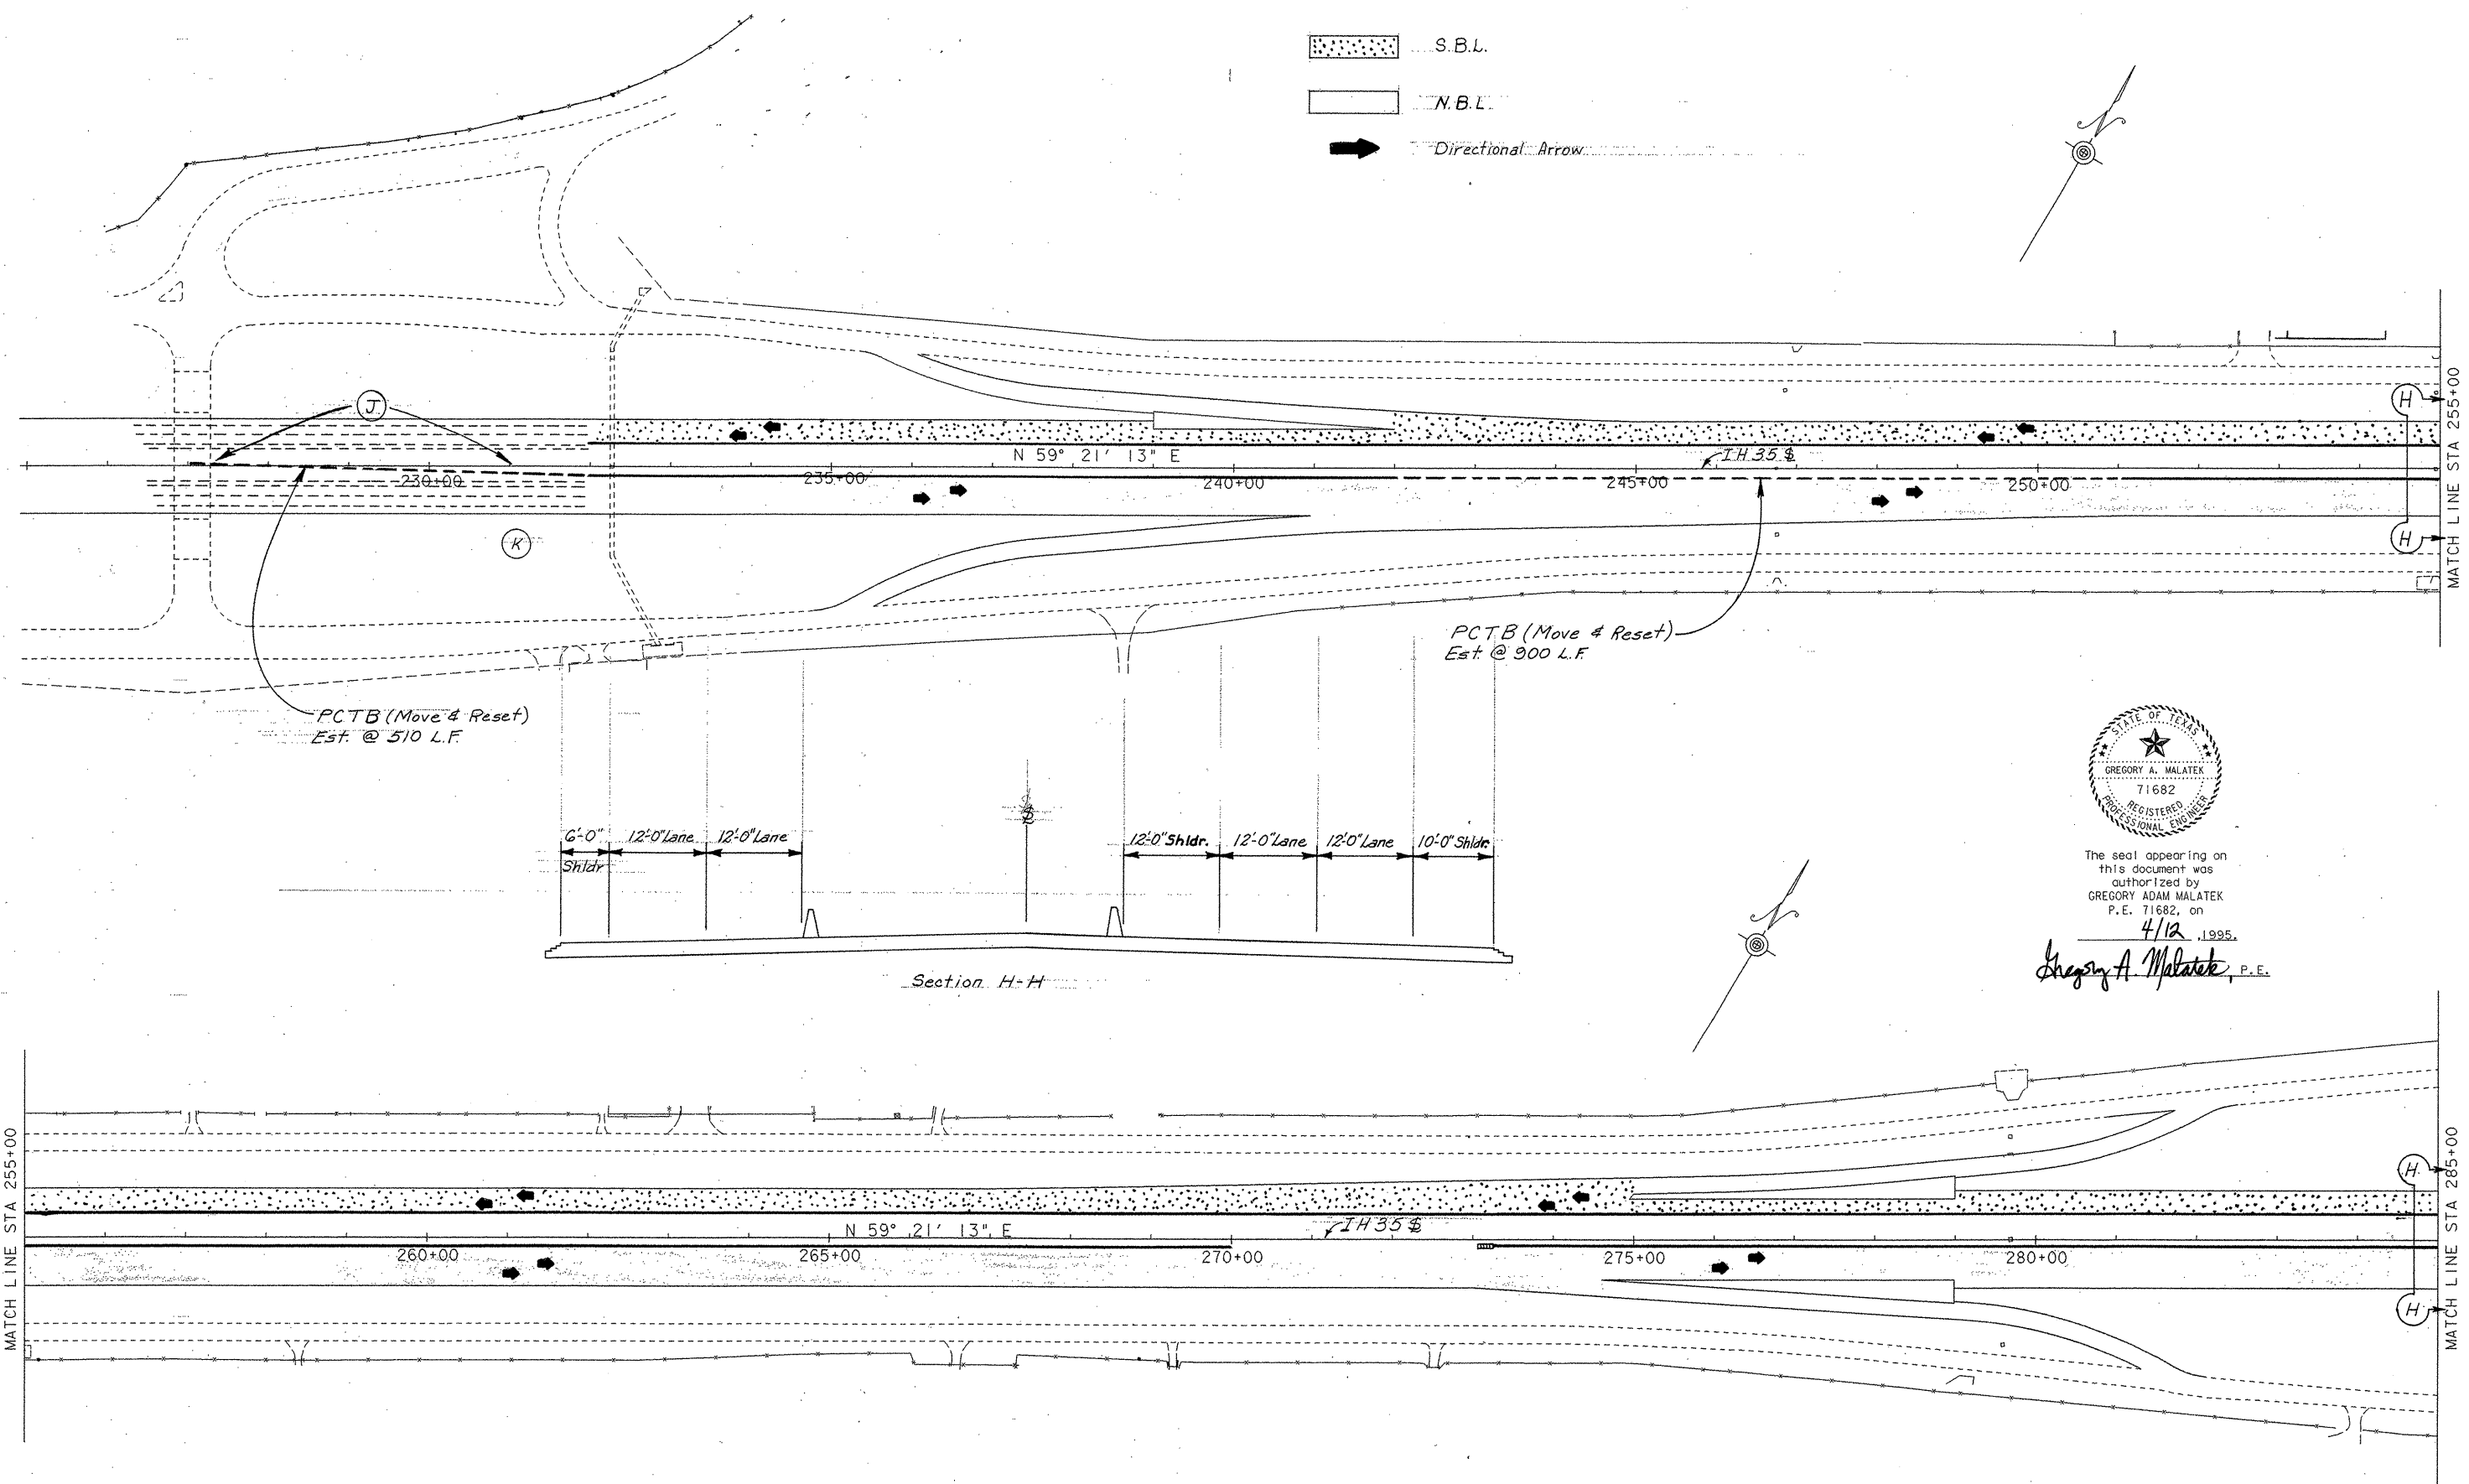 S.B.L.
N.B.L.
Directional Arrow
N
J
H
MATCH LINE STA 255+00
N 59° 21' 13" E
IH 35 ℄
230+00
235+00
240+00
245+00
250+00
K
H
PCTB (Move & Reset)
Est. @ 900 L.F.
PCTB (Move & Reset)
Est. @ 510 L.F.
STATE OF TEXAS
GREGORY A. MALATEK
71682
REGISTERED
PROFESSIONAL ENGINEER
℄
6'-0"
Shldr.
12'-0" Lane
12'-0" Lane
12'-0" Shldr.
12'-0" Lane
12'-0" Lane
10'-0" Shldr.
The seal appearing on
this document was
authorized by
GREGORY ADAM MALATEK
P.E. 71682, on
4/12, 1995.
Gregory A. Malatek, P.E.
Section H-H
N
MATCH LINE STA 255+00
MATCH LINE STA 285+00
H
N 59° 21' 13" E
IH 35 ℄
260+00
265+00
270+00
275+00
280+00
H